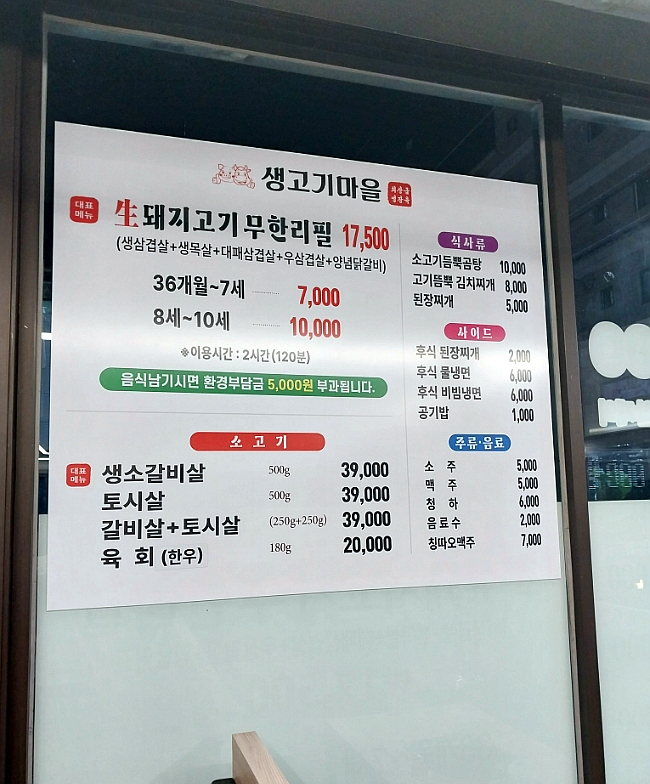 생고기마을
최상급
생감육
대표
메뉴
生돼지고기 무한리필 17,500
(생삼겹살+생목살+대패삼겹살+우삼겹살+양념닭갈비)
36개월~7세 7,000
8세~10세 10,000
※이용시간 : 2시간 (120분)
음식남기시면 환경부담금 5,000원 부과됩니다.
소고기
대표
메뉴
생소갈비살 500g 39,000
토시살 500g 39,000
갈비살+토시살 (250g+250g) 39,000
육 회 (한우) 180g 20,000
식사류
소고기듬뿍곰탕 10,000
고기뜸뿍 김치찌개 8,000
된장찌개 5,000
사이드
후식 된장찌개 2,000
후식 물냉면 6,000
후식 비빔냉면 6,000
공기밥 1,000
주류·음료
소 주 5,000
맥 주 5,000
청 하 6,000
음료수 2,000
칭따오맥주 7,000